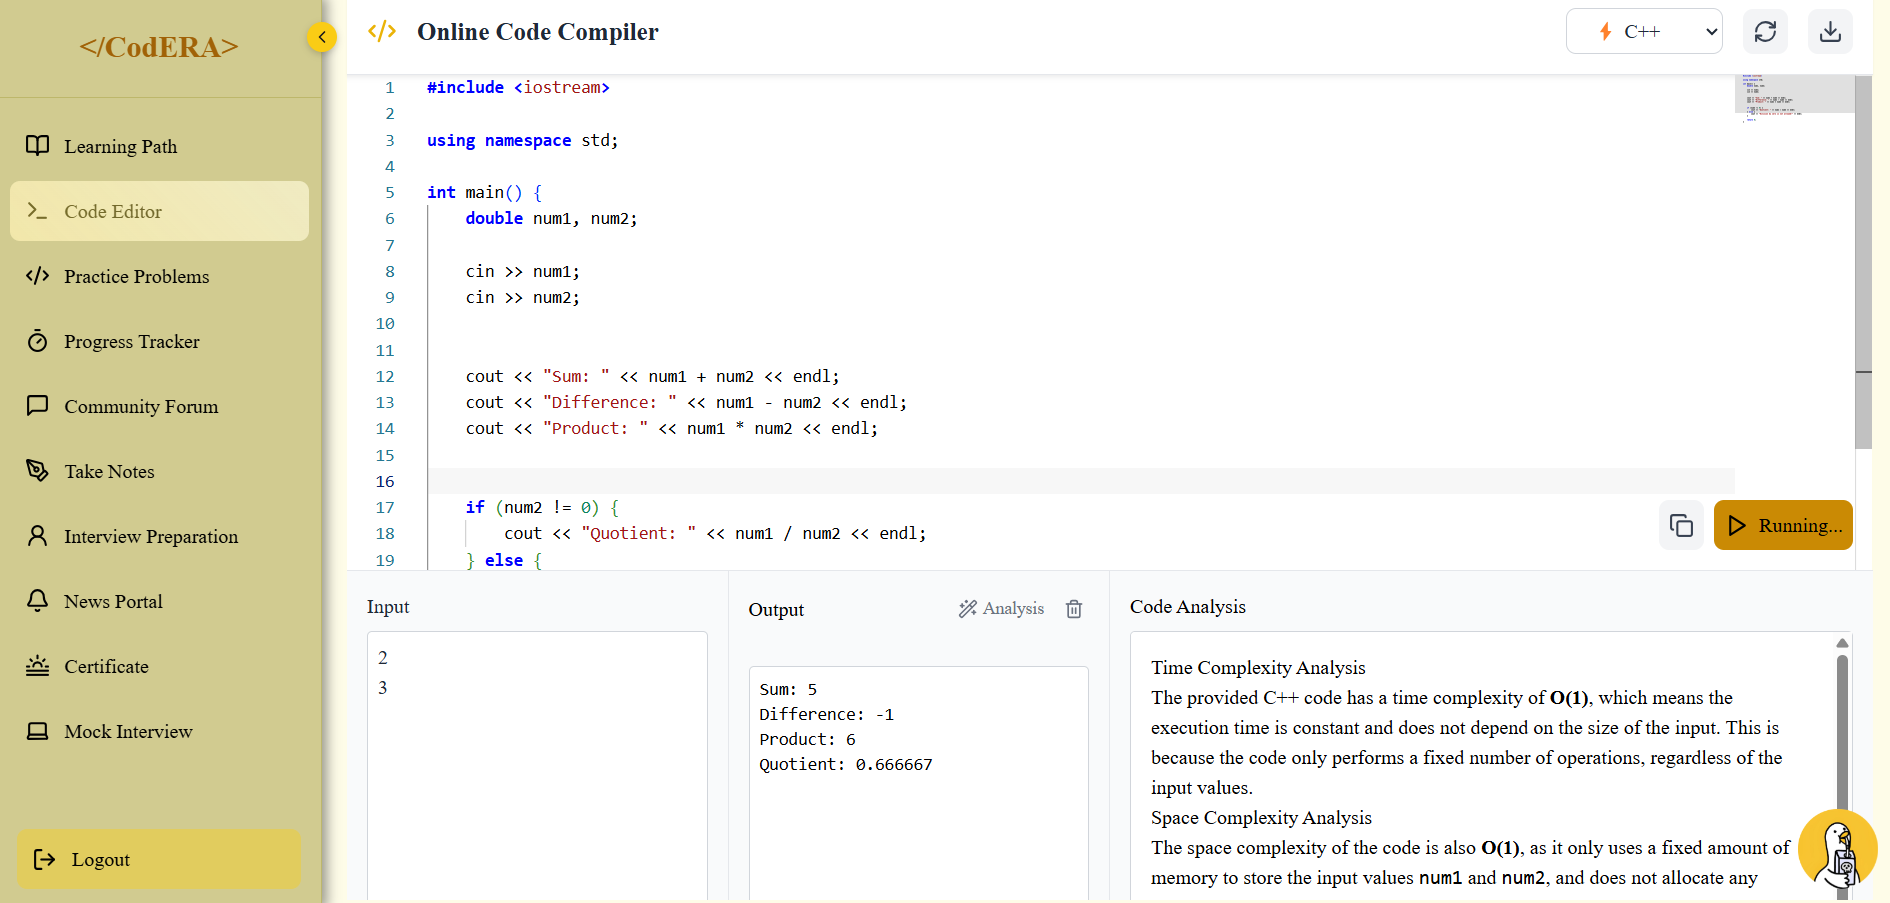 </CodERA>
Learning Path
Code Editor
Practice Problems
Progress Tracker
Community Forum
Take Notes
Interview Preparation
News Portal
Certificate
Mock Interview
Logout
</> Online Code Compiler
C++
1 #include <iostream>
2
3 using namespace std;
4
5 int main() {
6     double num1, num2;
7
8     cin >> num1;
9     cin >> num2;
10
11
12     cout << "Sum: " << num1 + num2 << endl;
13     cout << "Difference: " << num1 - num2 << endl;
14     cout << "Product: " << num1 * num2 << endl;
15
16
17     if (num2 != 0) {
18         cout << "Quotient: " << num1 / num2 << endl;
19     } else {
Running...
Input
2
3
Output
Analysis
Sum: 5
Difference: -1
Product: 6
Quotient: 0.666667
Code Analysis
Time Complexity Analysis
The provided C++ code has a time complexity of O(1), which means the
execution time is constant and does not depend on the size of the input. This is
because the code only performs a fixed number of operations, regardless of the
input values.
Space Complexity Analysis
The space complexity of the code is also O(1), as it only uses a fixed amount of
memory to store the input values num1 and num2, and does not allocate any